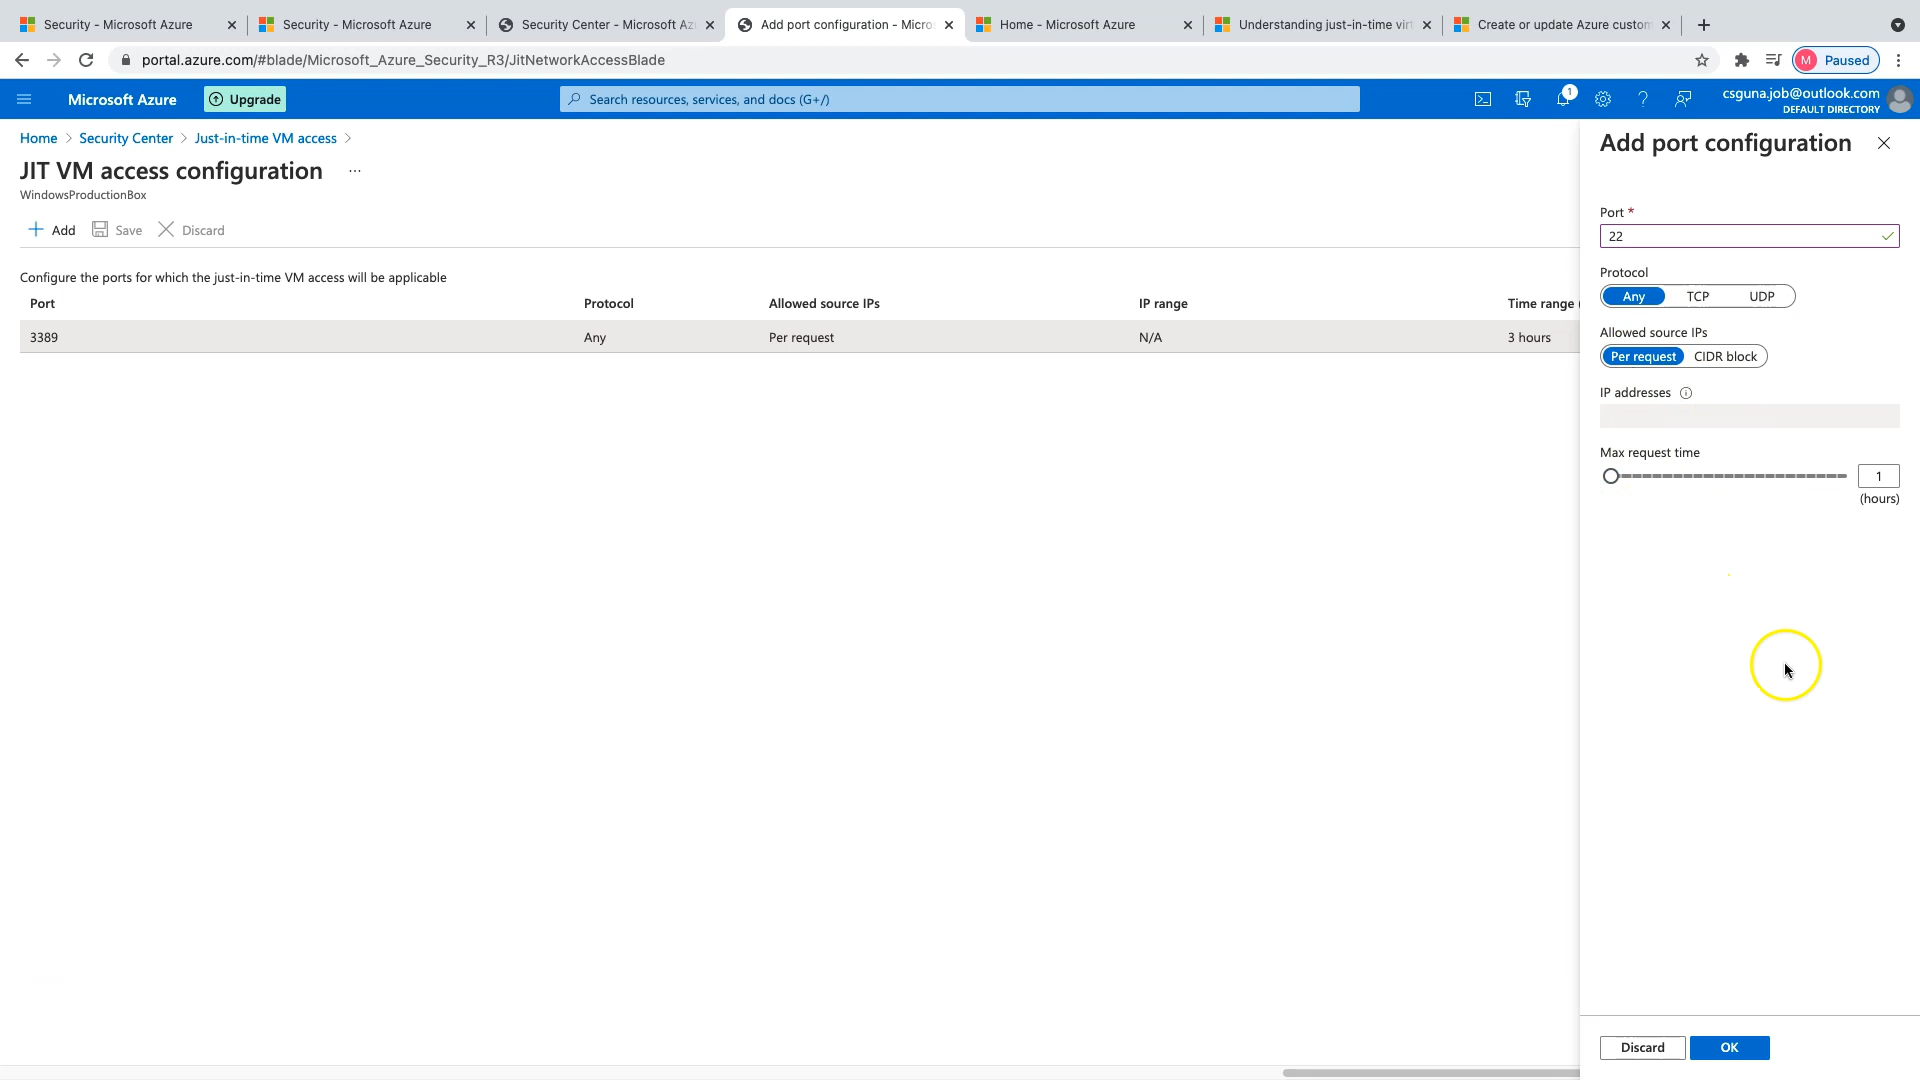 Security - Microsoft Azure
Security - Microsoft Azure
Security Center - Microsoft Az
Add port configuration - Micro
Home - Microsoft Azure
Understanding just-in-time virt
Create or update Azure custom
portal.azure.com/#blade/Microsoft_Azure_Security_R3/JitNetworkAccessBlade
M Paused
Microsoft Azure
Upgrade
Search resources, services, and docs (G+/)
1
csguna.job@outlook.com
DEFAULT DIRECTORY
Home > Security Center > Just-in-time VM access >
JIT VM access configuration ...
WindowsProductionBox
Add Save Discard
Configure the ports for which the just-in-time VM access will be applicable
Port Protocol Allowed source IPs IP range Time range (
3389 Any Per request N/A 3 hours
Add port configuration
Port *
22
Protocol
Any TCP UDP
Allowed source IPs
Per request CIDR block
IP addresses
Max request time
1
(hours)
Discard OK